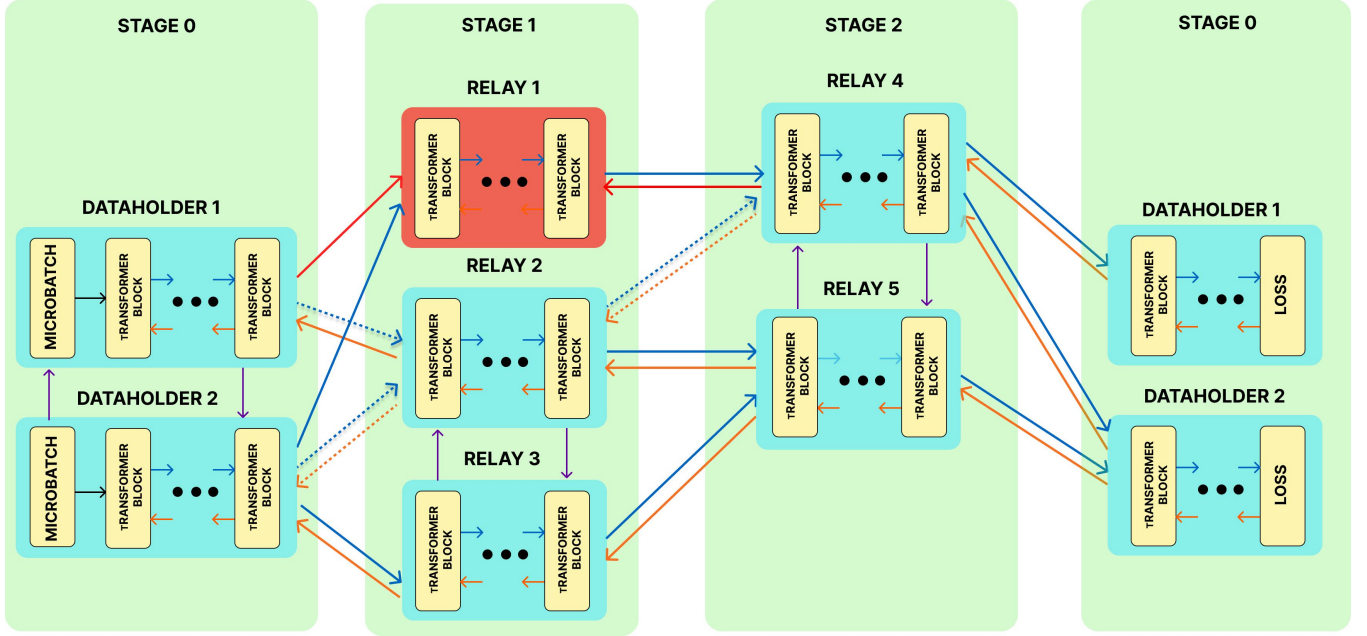 STAGE 0
STAGE 1
STAGE 2
STAGE 0
DATAHOLDER 1
MICROBATCH
TRANSFORMER
BLOCK
TRANSFORMER
BLOCK
DATAHOLDER 2
MICROBATCH
TRANSFORMER
BLOCK
TRANSFORMER
BLOCK
RELAY 1
TRANSFORMER
BLOCK
TRANSFORMER
BLOCK
RELAY 2
TRANSFORMER
BLOCK
TRANSFORMER
BLOCK
RELAY 3
TRANSFORMER
BLOCK
TRANSFORMER
BLOCK
RELAY 4
TRANSFORMER
BLOCK
TRANSFORMER
BLOCK
RELAY 5
TRANSFORMER
BLOCK
TRANSFORMER
BLOCK
DATAHOLDER 1
TRANSFORMER
BLOCK
LOSS
DATAHOLDER 2
TRANSFORMER
BLOCK
LOSS